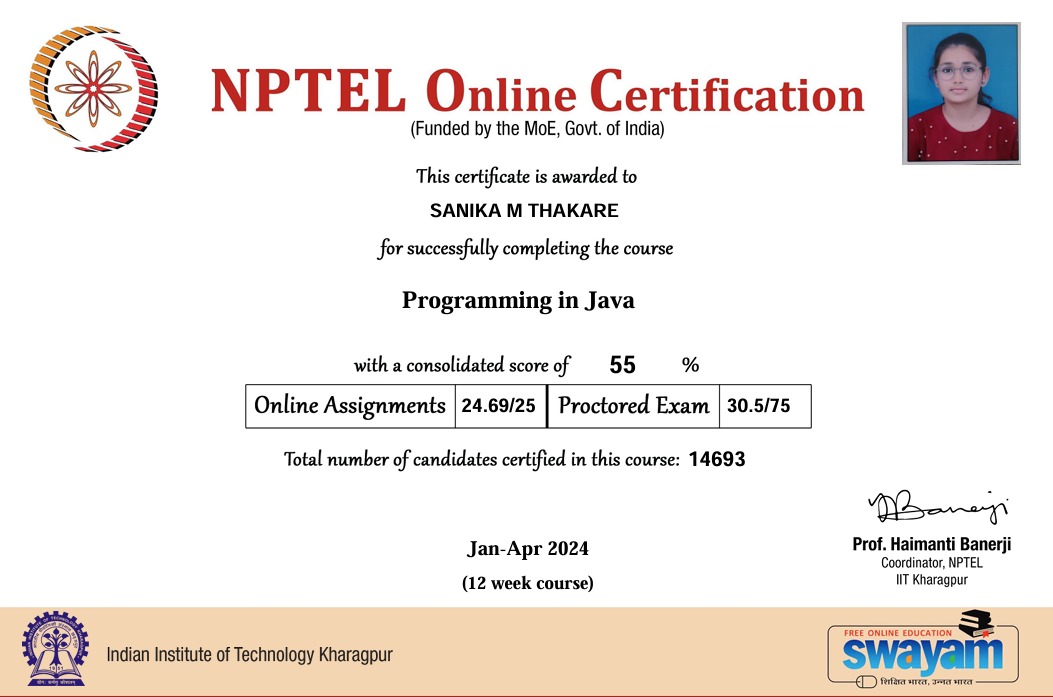 NPTEL Online Certification
(Funded by the MoE, Govt. of India)
This certificate is awarded to
SANIKA M THAKARE
for successfully completing the course
Programming in Java
with a consolidated score of 55 %
Online Assignments 24.69/25 Proctored Exam 30.5/75
Total number of candidates certified in this course: 14693
Jan-Apr 2024
(12 week course)
Banerji
Prof. Haimanti Banerji
Coordinator, NPTEL
IIT Kharagpur
Indian Institute of Technology Kharagpur
FREE ONLINE EDUCATION
swayam
शिक्षित भारत, उन्नत भारत